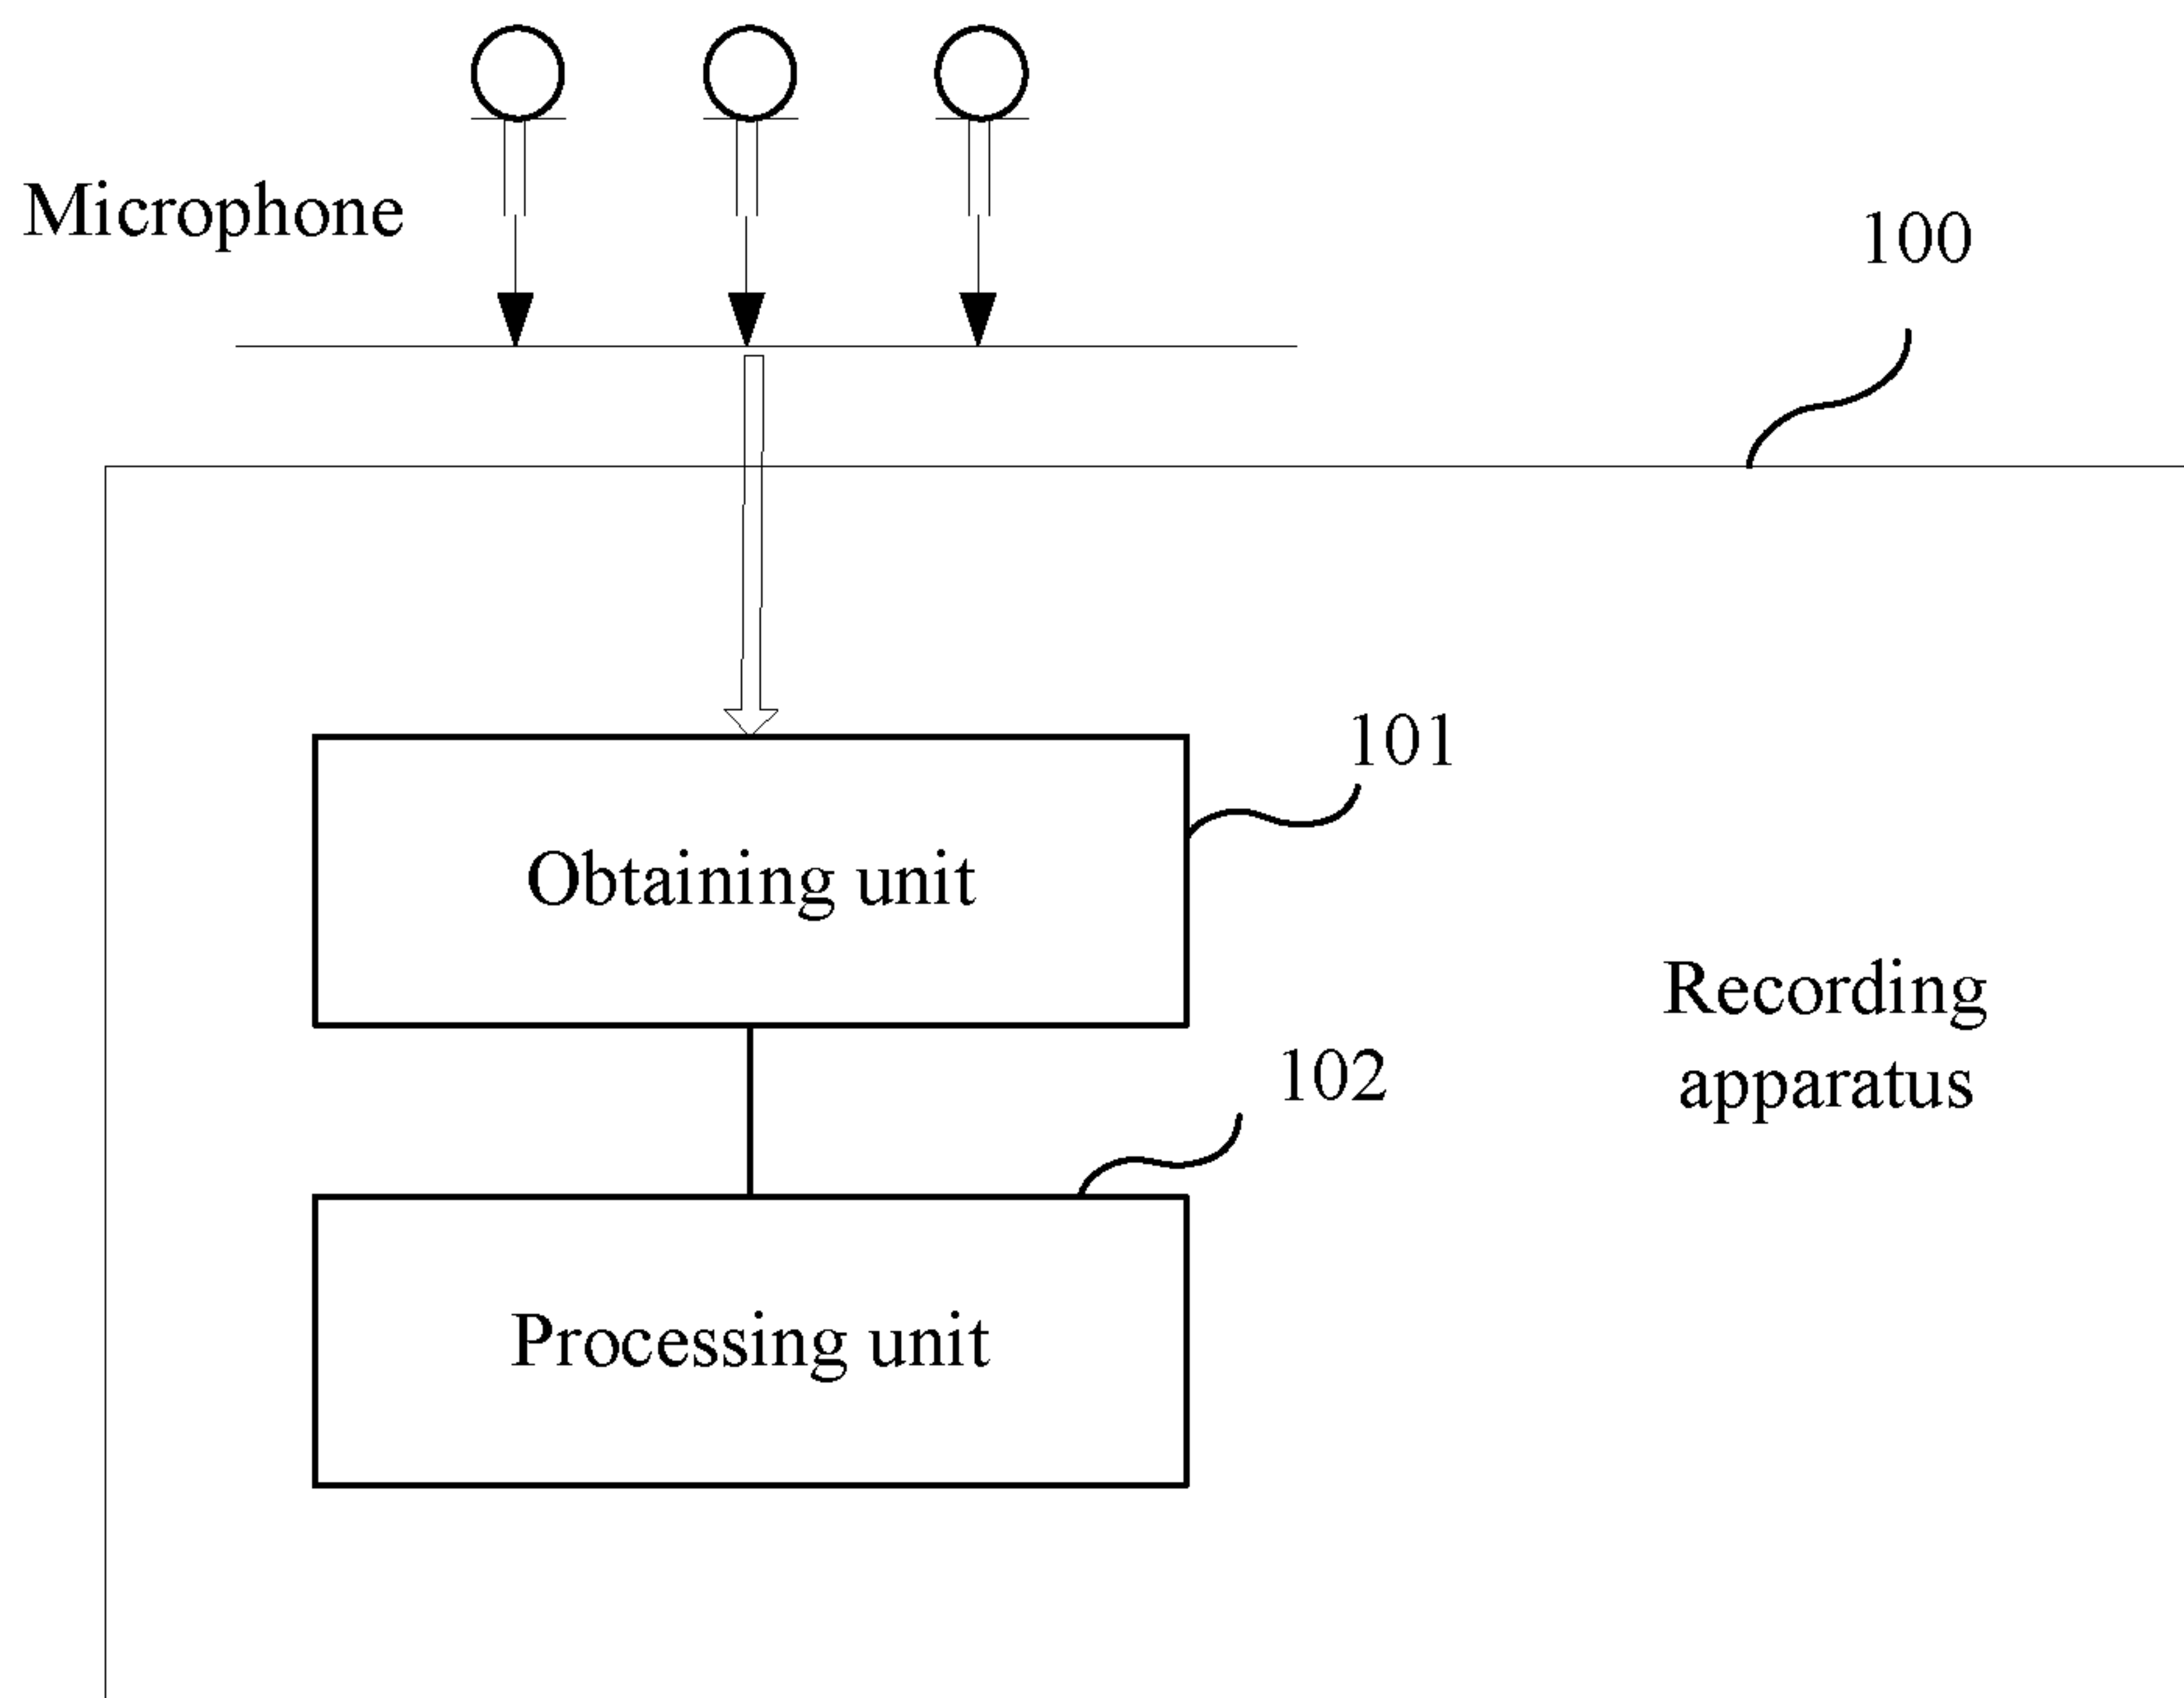 Microphone
100
101
Obtaining unit
Recording
apparatus
102
Processing unit